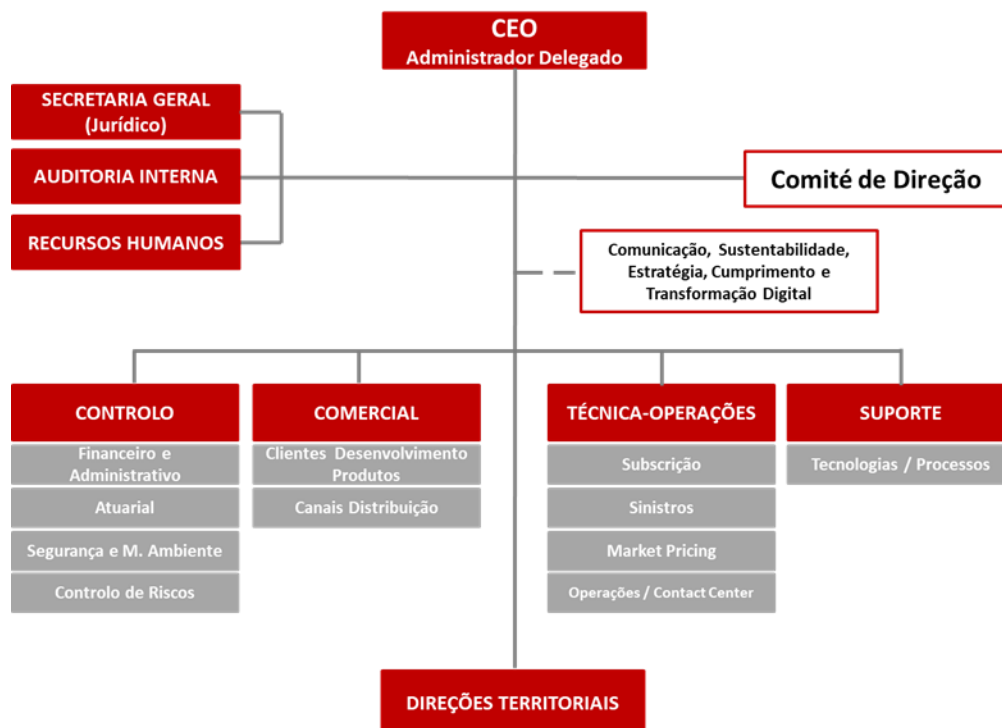 CEO
Administrador Delegado
SECRETARIA GERAL
(Jurídico)
AUDITORIA INTERNA
RECURSOS HUMANOS
Comité de Direção
Comunicação, Sustentabilidade,
Estratégia, Cumprimento e
Transformação Digital
CONTROLO
Financeiro e
Administrativo
Atuarial
Segurança e M. Ambiente
Controlo de Riscos
COMERCIAL
Clientes Desenvolvimento
Produtos
Canais Distribuição
TÉCNICA-OPERAÇÕES
Subscrição
Sinistros
Market Pricing
Operações / Contact Center
SUPORTE
Tecnologias / Processos
DIREÇÕES TERRITORIAIS